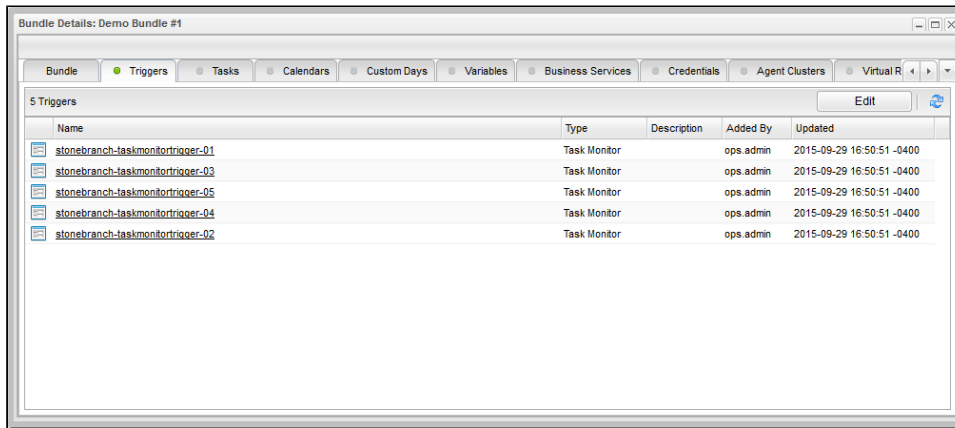 Bundle Details: Demo Bundle #1
Bundle Triggers Tasks Calendars Custom Days Variables Business Services Credentials Agent Clusters Virtual R
5 Triggers Edit
Name Type Description Added By Updated
stonebranch-taskmonitortrigger-01 Task Monitor ops.admin 2015-09-29 16:50:51 -0400
stonebranch-taskmonitortrigger-03 Task Monitor ops.admin 2015-09-29 16:50:51 -0400
stonebranch-taskmonitortrigger-05 Task Monitor ops.admin 2015-09-29 16:50:51 -0400
stonebranch-taskmonitortrigger-04 Task Monitor ops.admin 2015-09-29 16:50:51 -0400
stonebranch-taskmonitortrigger-02 Task Monitor ops.admin 2015-09-29 16:50:51 -0400